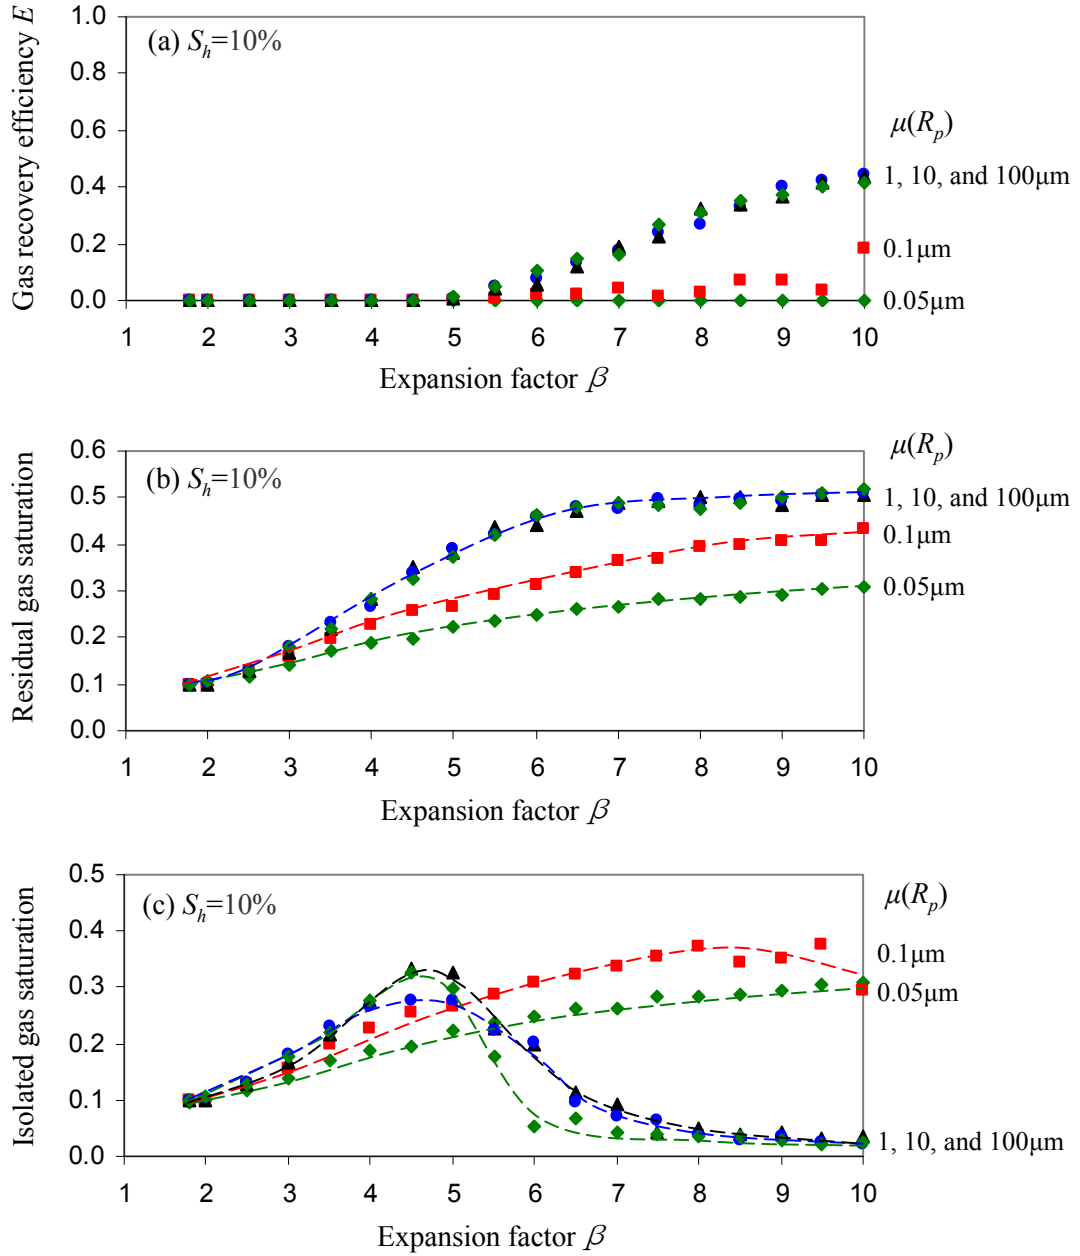 Gas recovery efficiency E
(a) Sh=10%
1.0
0.8
0.6
0.4
0.2
0.0
1 2 3 4 5 6 7 8 9 10
Expansion factor β
μ(Rp)
1, 10, and 100μm
0.1μm
0.05μm
Residual gas saturation
(b) Sh=10%
0.6
0.5
0.4
0.3
0.2
0.1
0.0
1 2 3 4 5 6 7 8 9 10
Expansion factor β
μ(Rp)
1, 10, and 100μm
0.1μm
0.05μm
Isolated gas saturation
(c) Sh=10%
0.5
0.4
0.3
0.2
0.1
0.0
1 2 3 4 5 6 7 8 9 10
Expansion factor β
μ(Rp)
0.1μm
0.05μm
1, 10, and 100μm